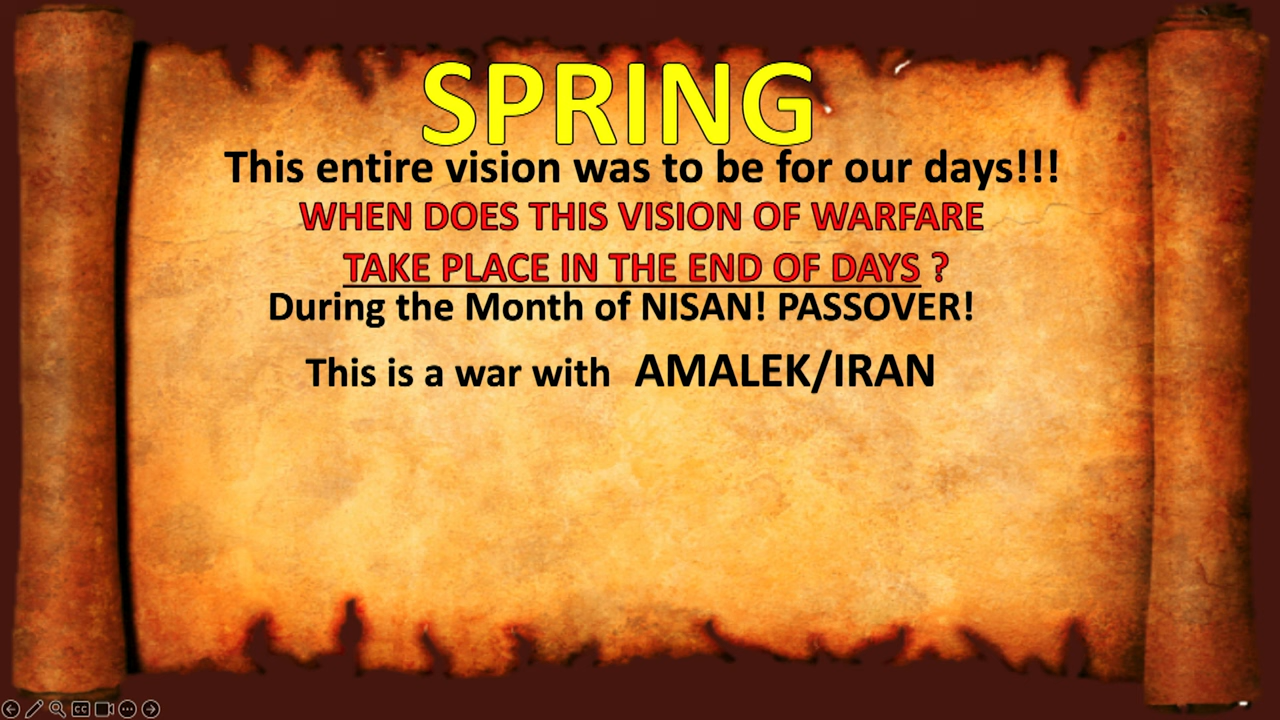 SPRING
This entire vision was to be for our days!!!
WHEN DOES THIS VISION OF WARFARE
TAKE PLACE IN THE END OF DAYS ?
During the Month of NISAN! PASSOVER!
This is a war with AMALEK/IRAN
CC